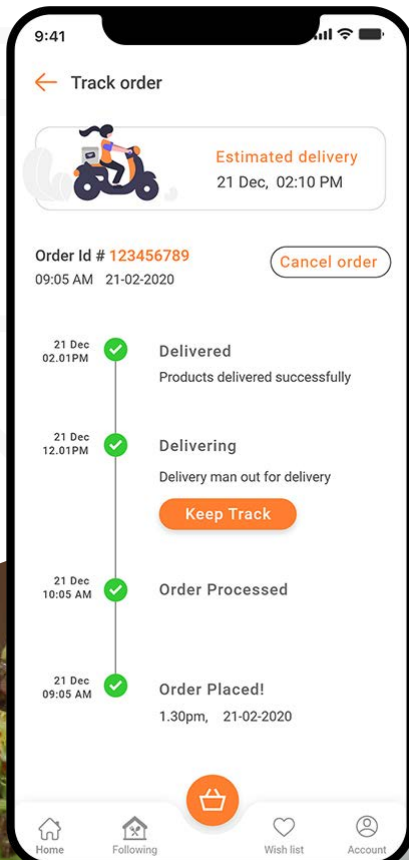 9:41
Track order
Estimated delivery
21 Dec, 02:10 PM
Order Id # 123456789
Cancel order
09:05 AM 21-02-2020
21 Dec
02.01PM
Delivered
Products delivered successfully
21 Dec
12.01PM
Delivering
Delivery man out for delivery
Keep Track
21 Dec
10:05 AM
Order Processed
21 Dec
09:05 AM
Order Placed!
1.30pm, 21-02-2020
Home
Following
Wish list
Account